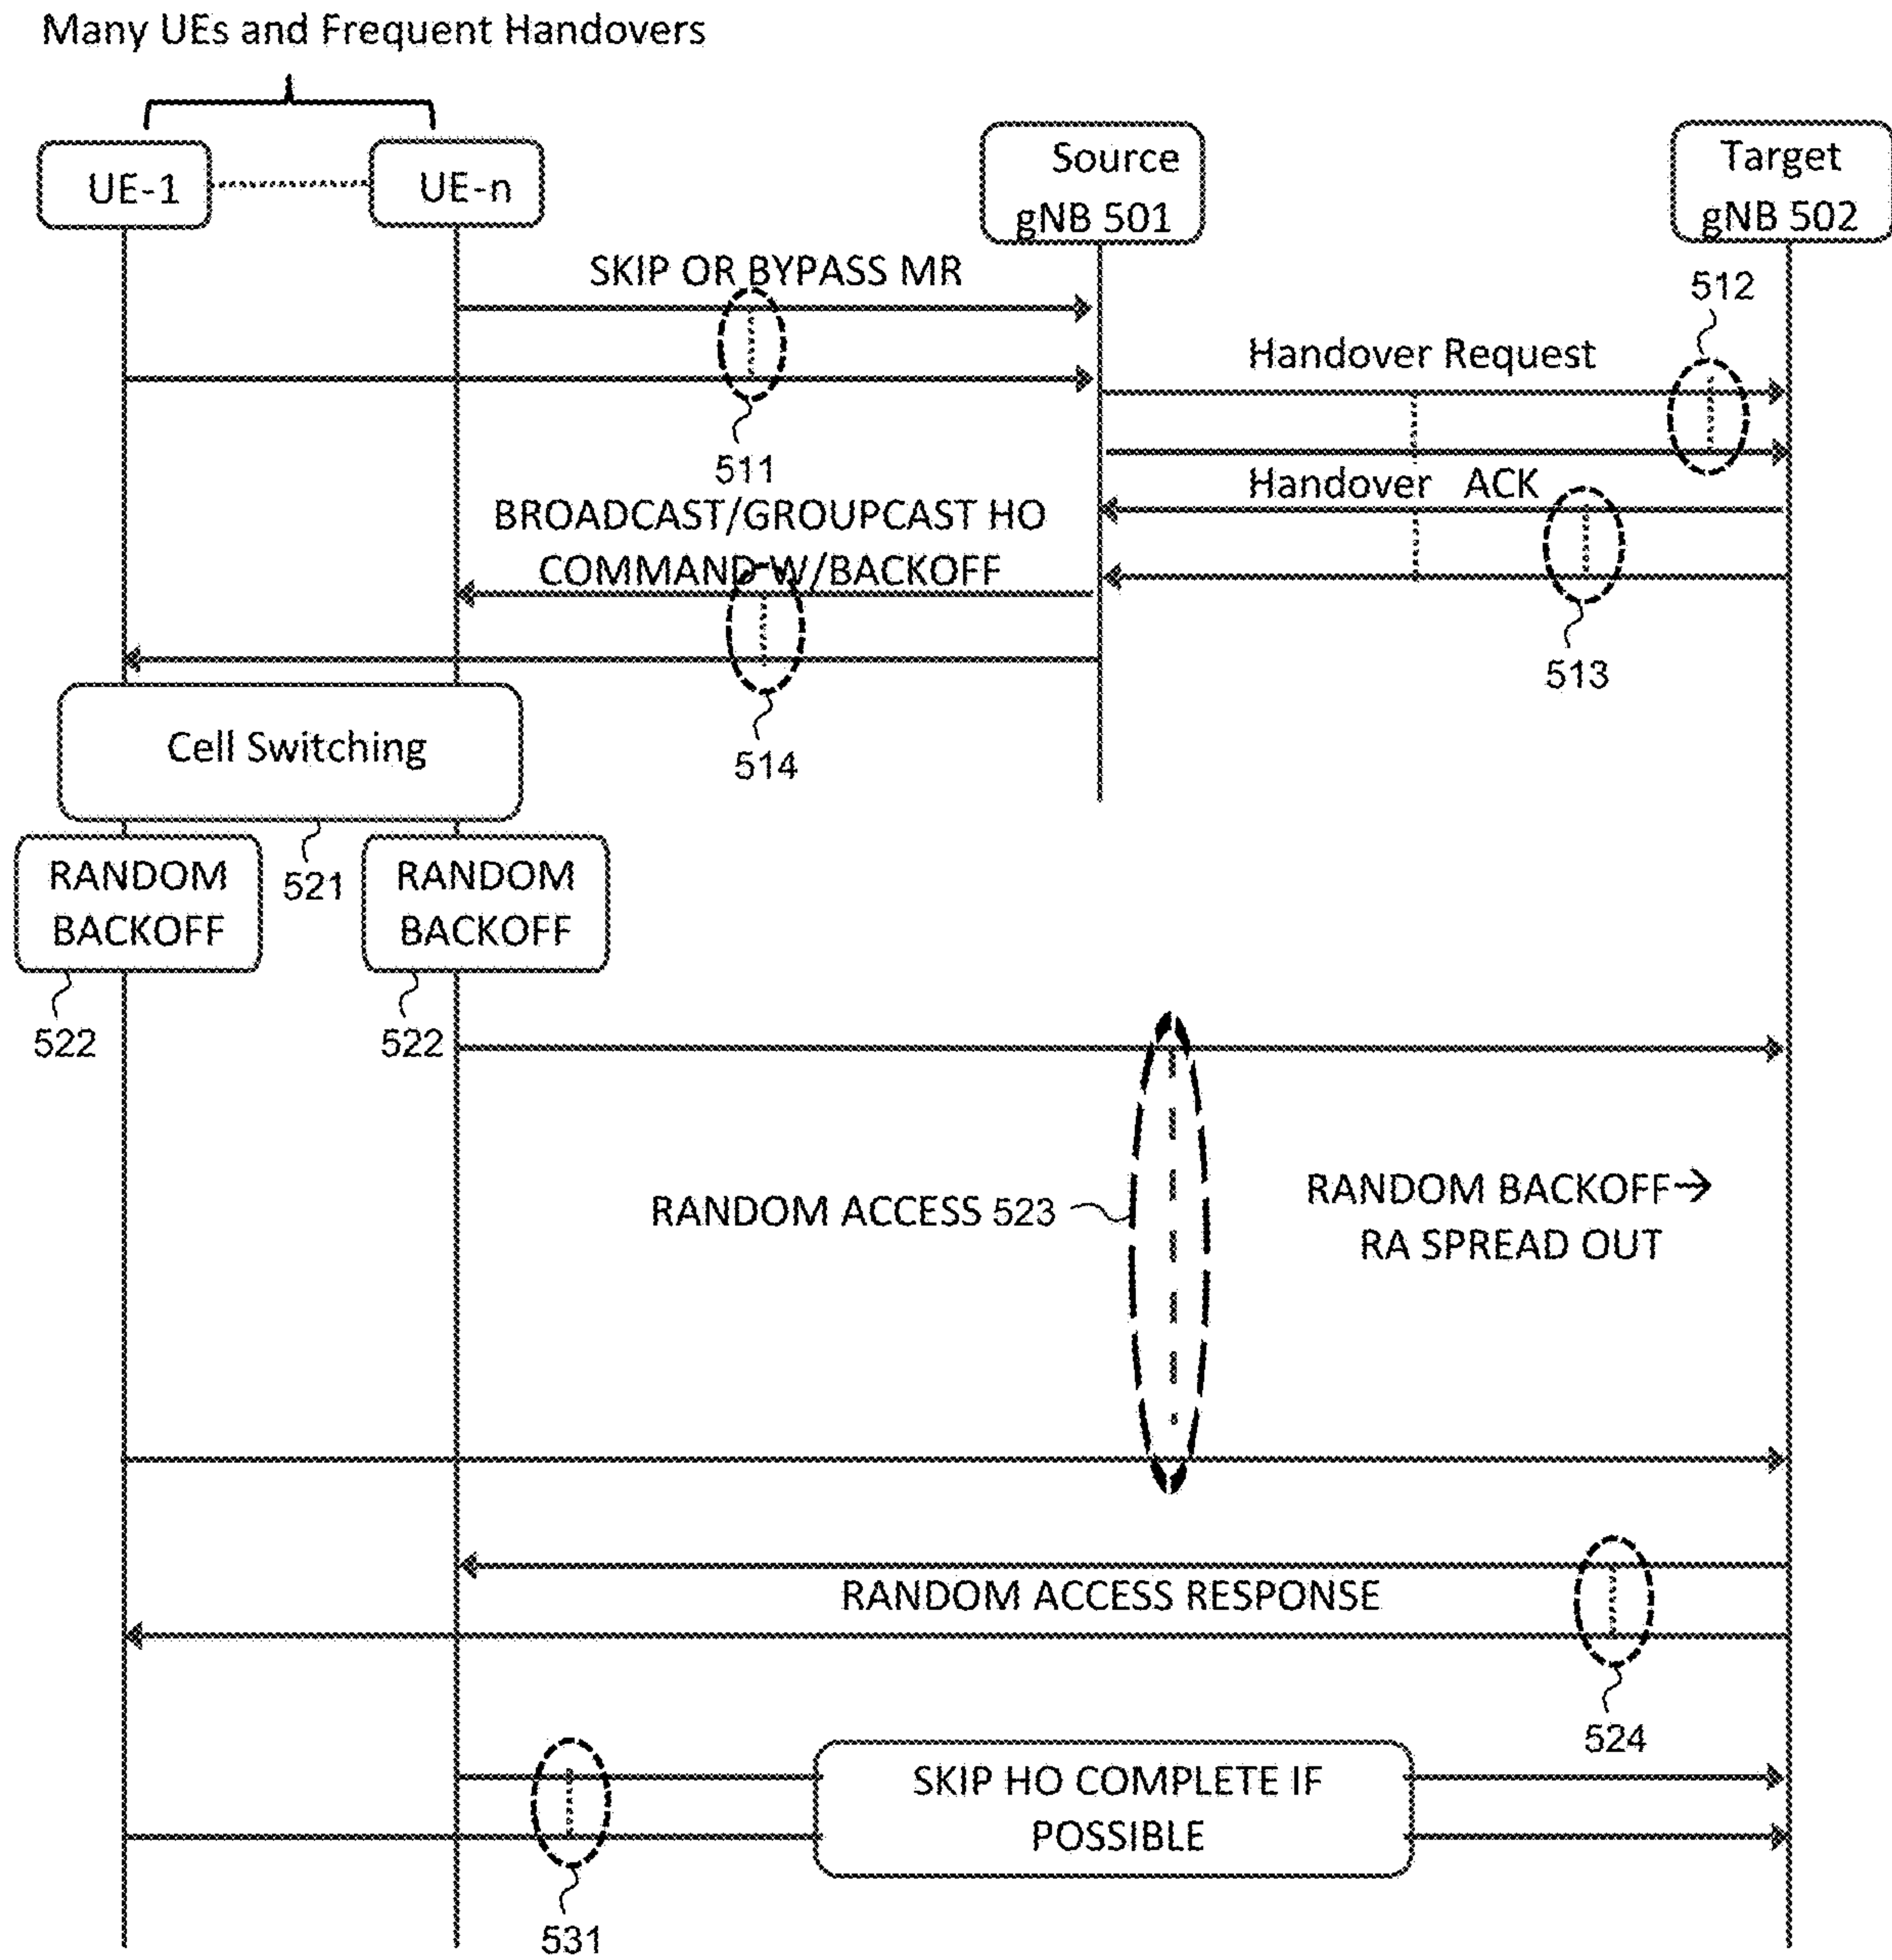 Many UEs and Frequent Handovers
UE-1
UE-n
Source
gNB 501
Target
gNB 502
SKIP OR BYPASS MR
512
Handover Request
511
Handover ACK
BROADCAST/GROUPCAST HO
COMMAND W/BACKOFF
513
Cell Switching
514
RANDOM
BACKOFF
521
RANDOM
BACKOFF
522
522
RANDOM ACCESS 523
RANDOM BACKOFF→
RA SPREAD OUT
RANDOM ACCESS RESPONSE
524
SKIP HO COMPLETE IF
POSSIBLE
531